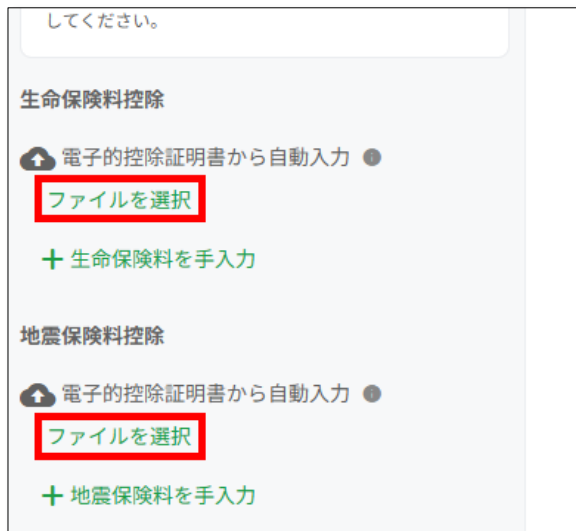 してください。
生命保険料控除
電子的控除証明書から自動入力
ファイルを選択
+ 生命保険料を手入力
地震保険料控除
電子的控除証明書から自動入力
ファイルを選択
+ 地震保険料を手入力